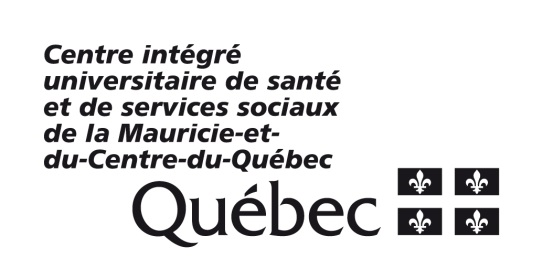 Centre intégré
universitaire de santé
et de services sociaux
de la Mauricie-et-
du-Centre-du-Québec
Québec